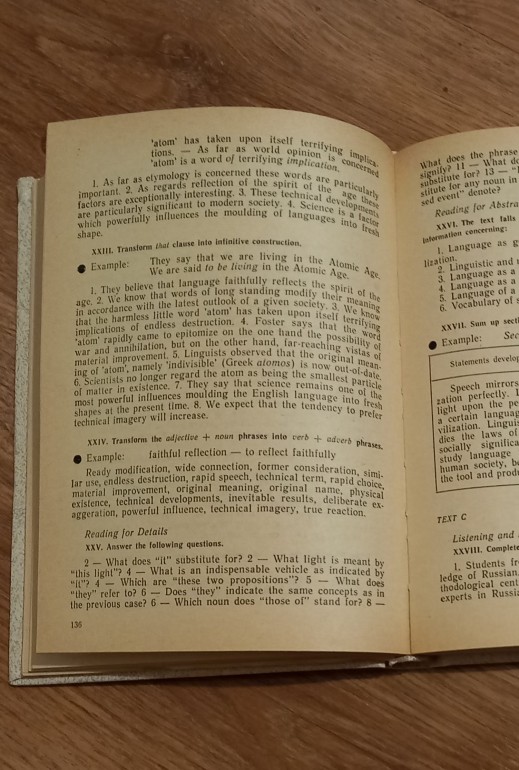 'atom' has taken upon itself terrifying implica-
tions. — As far as world opinion is concerned
'atom' is a word of terrifying implication.
1. As far as etymology is concerned these words are particularly
important. 2. As regards reflection of the spirit of the age these
factors are exceptionally interesting. 3. These technical developments
are particularly significant to modern society. 4. Science is a factor
which powerfully influences the moulding of languages into fresh
shape.
XXIII. Transform that clause into infinitive construction.
Example: They say that we are living in the Atomic Age.
We are said to be living in the Atomic Age.
1. They believe that language faithfully reflects the spirit of the
age. 2. We know that words of long standing modify their meaning
in accordance with the latest outlook of a given society. 3. We know
that the harmless little word 'atom' has taken upon itself terrifying
implications of endless destruction. 4. Foster says that the word
'atom' rapidly came to epitomize on the one hand the possibility of
war and annihilation, but on the other hand, far-reaching vistas of
material improvement. 5. Linguists observed that the original mean-
ing of 'atom', namely 'indivisible' (Greek atomos) is now out-of-date.
6. Scientists no longer regard the atom as being the smallest particle
of matter in existence. 7. They say that science remains one of the
most powerful influences moulding the English language into fresh
shapes at the present time. 8. We expect that the tendency to prefer
technical imagery will increase.
XXIV. Transform the adjective + noun phrases into verb + adverb phrases.
Example: faithful reflection — to reflect faithfully
Ready modification, wide connection, former consideration, simi-
lar use, endless destruction, rapid speech, technical term, rapid choice,
material improvement, original meaning, original name, physical
existence, technical developments, inevitable results, deliberate ex-
aggeration, powerful influence, technical imagery, true reaction.
Reading for Details
XXV. Answer the following questions.
2 — What does "it" substitute for? 2 — What light is meant by
"this light"? 4 — What is an indispensable vehicle as indicated by
"it"? 4 — Which are "these two propositions"? 5 — What does
"they" refer to? 6 — Does "they" indicate the same concepts as in
the previous case? 6 — Which noun does "those of" stand for? 8 —
136
What does the phrase
signify? 11 — What do
substitute for? 13 —
stitute for any noun in
sed event" denote?
Reading for Abstra
XXVI. The text falls
information concerning:
1. Language as g
lization.
2. Linguistic and
3. Language as a
4. Language as a
5. Language of a
6. Vocabulary of s
XXVII. Sum up secti
Example: Sec
Statements develop
Speech mirrors
zation perfectly. I
light upon the pe
a certain language
vilization. Linguis
dies the laws of
socially significa
study language
human society, b
the tool and produ
TEXT C
Listening and
XXVIII. Complete
1. Students fr
ledge of Russian
thodological cent
experts in Russia